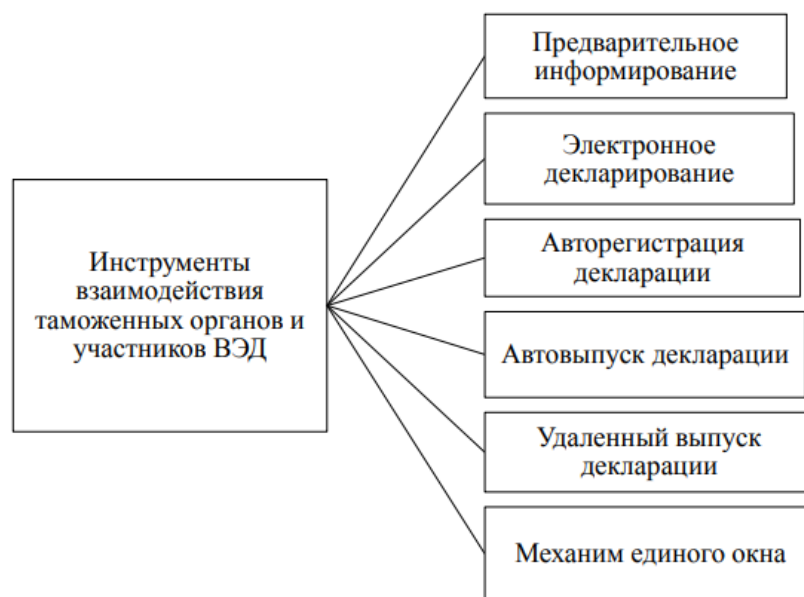 Предварительное
информирование
Электронное
декларирование
Авторегистрация
декларации
Инструменты
взаимодействия
таможенных органов и
участников ВЭД
Автовыпуск декларации
Удаленный выпуск
декларации
Механим единого окна